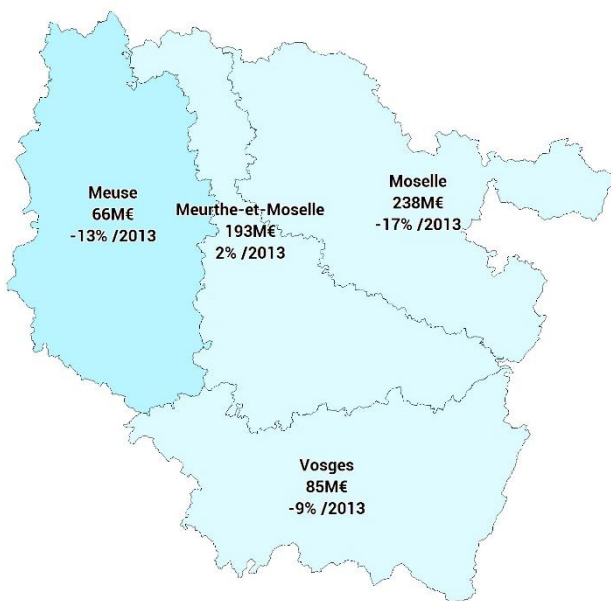 Meuse
66M€
-13% /2013
Meurthe-et-Moselle
193M€
2% /2013
Moselle
238M€
-17% /2013
Vosges
85M€
-9% /2013